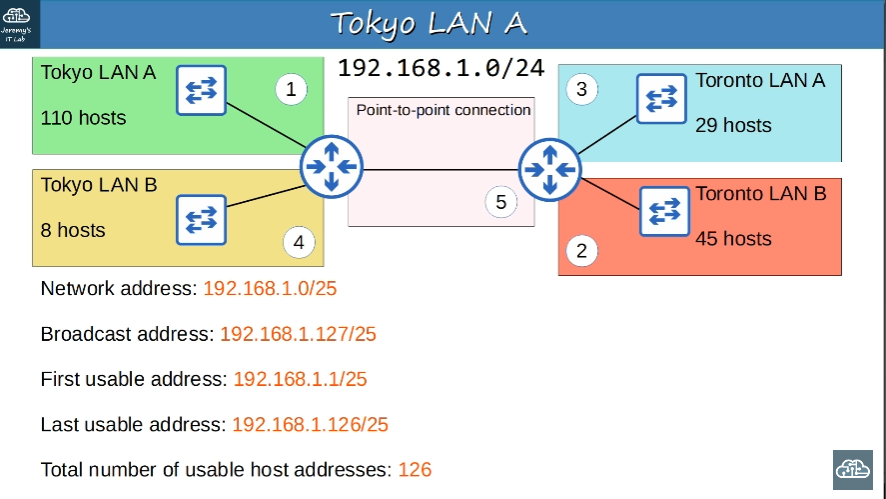 Jeremy's
IT Lab
Tokyo LAN A
192.168.1.0/24
Tokyo LAN A
110 hosts
1
Point-to-point connection
5
3
Toronto LAN A
29 hosts
Tokyo LAN B
8 hosts
4
2
Toronto LAN B
45 hosts
Network address: 192.168.1.0/25
Broadcast address: 192.168.1.127/25
First usable address: 192.168.1.1/25
Last usable address: 192.168.1.126/25
Total number of usable host addresses: 126